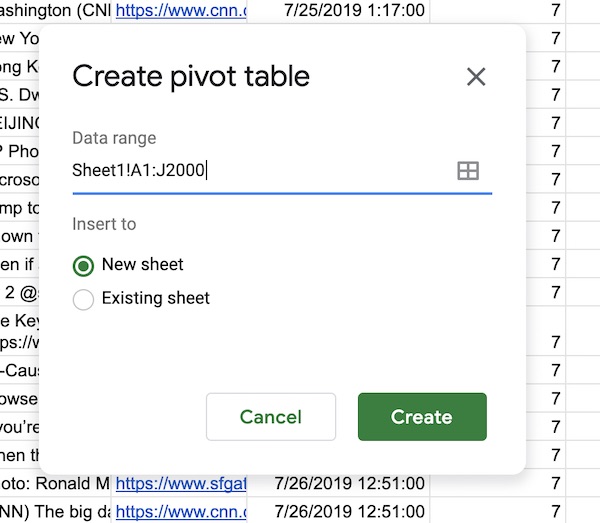 ashington (CNN https://www.cnn.c 7/25/2019 1:17:00 7
ew Yo 7
Create pivot table
ong K 7
S. Dw 7
EIJING 7
Data range
P Pho 7
Sheet1!A1:J2000
croso 7
mp to 7
Insert to
own 7
New sheet
en if 7
Existing sheet
2 @ 7
e Key
ps://w 7
-Caus 7
owse 7
Cancel Create
you're 7
hen th 7
oto: Ronald M https://www.sfgat 7/26/2019 12:51:00 7
NN) The big da https://www.cnn.c 7/26/2019 12:51:00 7